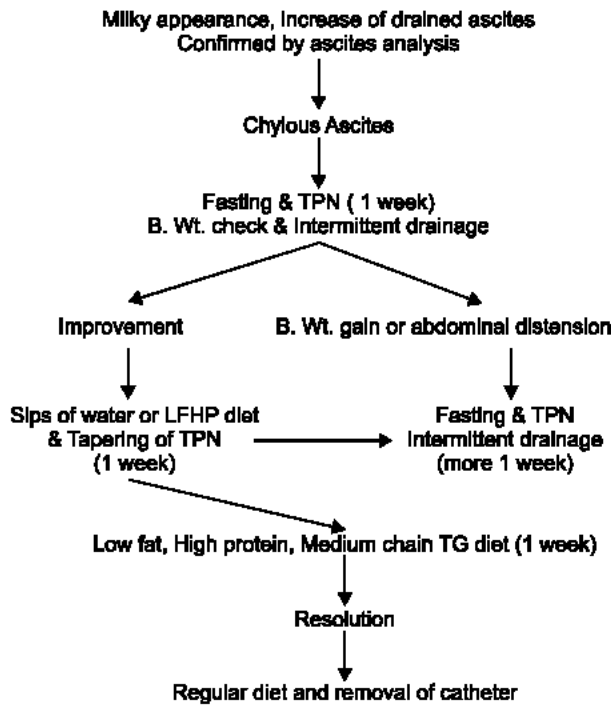 Milky appearance, Increase of drained ascites
Confirmed by ascites analysis
Chylous Ascites
Fasting & TPN ( 1 week)
B. Wt. check & Intermittent drainage
Improvement
B. Wt. gain or abdominal distension
Sips of water or LFHP diet
& Tapering of TPN
(1 week)
Fasting & TPN
Intermittent drainage
(more 1 week)
Low fat, High protein, Medium chain TG diet (1 week)
Resolution
Regular diet and removal of catheter